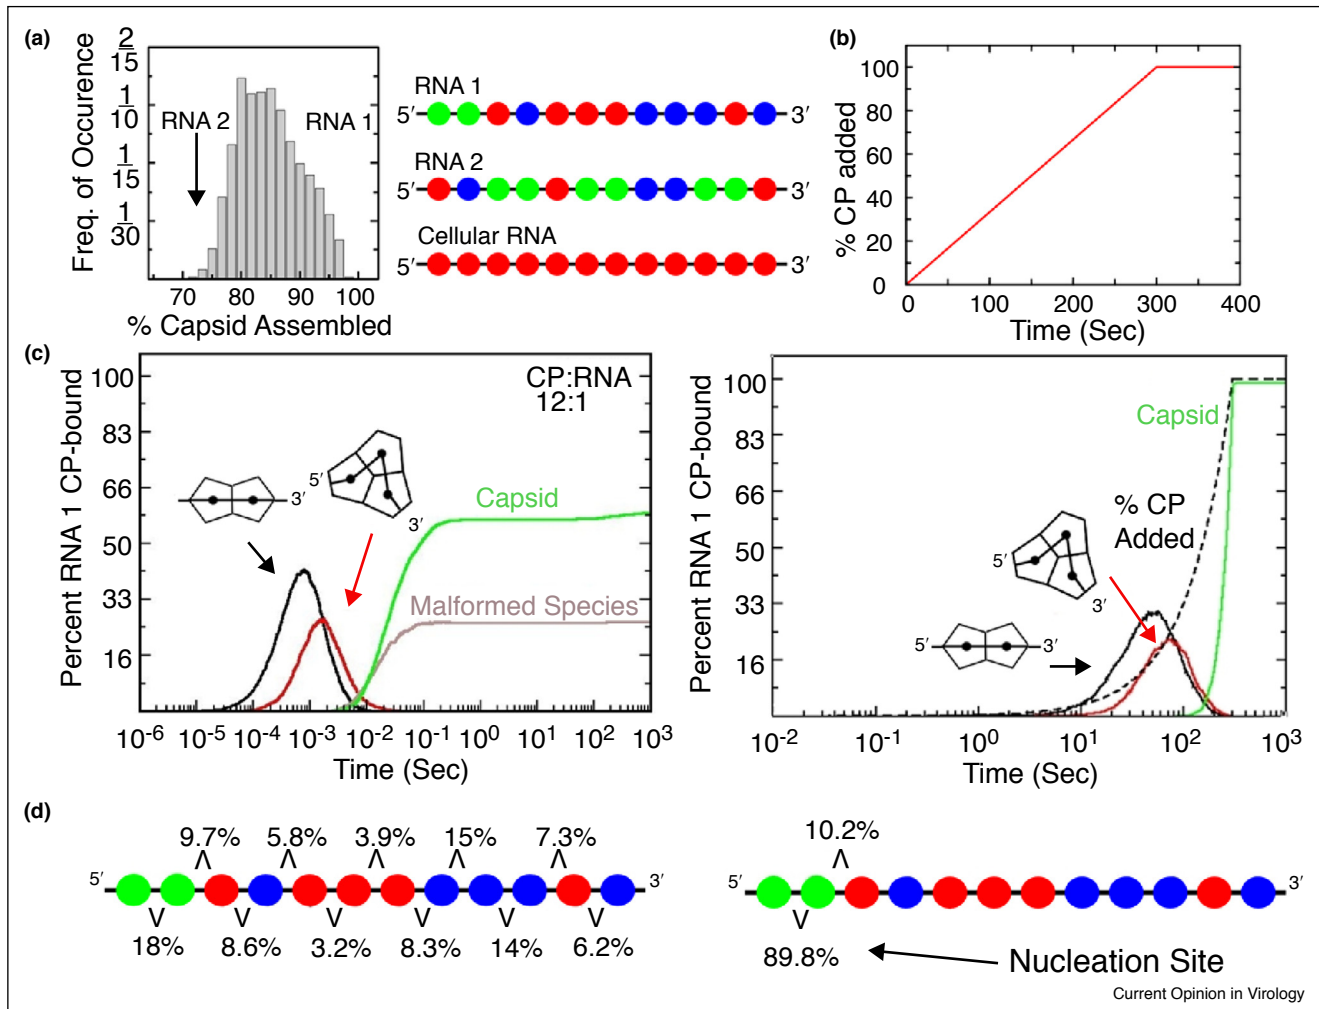 (a)
Freq. of Occurence
2
15
1
10
1
15
1
30
RNA 2
RNA 1
70 80 90 100
% Capsid Assembled
RNA 1
5′ 3′
RNA 2
5′ 3′
Cellular RNA
5′ 3′
(b)
% CP added
100
80
60
40
20
0
0 100 200 300 400
Time (Sec)
(c)
Percent RNA 1 CP-bound
100
83
66
50
33
16
CP:RNA
12:1
5′
3′
3′
Capsid
Malformed Species
10-6 10-5 10-4 10-3 10-2 10-1 100 101 102 103
Time (Sec)
Percent RNA 1 CP-bound
100
83
66
50
33
16
Capsid
% CP
Added
5′
3′
5′ 3′
10-2 10-1 100 101 102 103
Time (Sec)
(d)
9.7% 5.8% 3.9% 15% 7.3%
5′ 3′
18% 8.6% 3.2% 8.3% 14% 6.2%
10.2%
5′ 3′
89.8%
Nucleation Site
Current Opinion in Virology